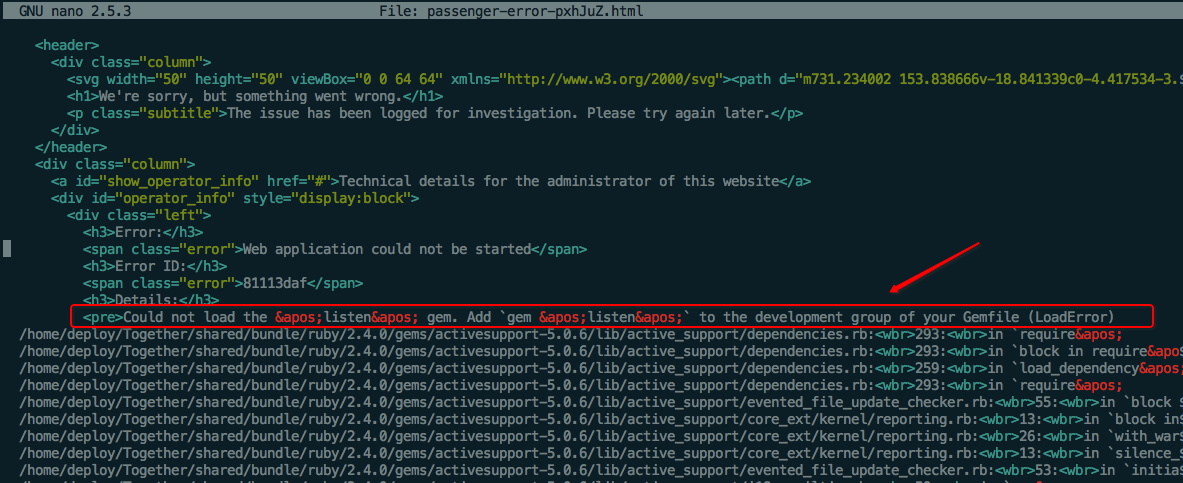 GNU nano 2.5.3 File: passenger-error-pxhJuZ.html
<header>
<div class="column">
<svg width="50" height="50" viewBox="0 0 64 64" xmlns="http://www.w3.org/2000/svg"><path d="m731.234002 153.838666v-18.841339c0-4.417534-3.$
<h1>We're sorry, but something went wrong.</h1>
<p class="subtitle">The issue has been logged for investigation. Please try again later.</p>
</div>
</header>
<div class="column">
<a id="show_operator_info" href="#">Technical details for the administrator of this website</a>
<div id="operator_info" style="display:block">
<div class="left">
<h3>Error:</h3>
<span class="error">Web application could not be started</span>
<h3>Error ID:</h3>
<span class="error">81113daf</span>
<h3>Details:</h3>
<pre>Could not load the &apos;listen&apos; gem. Add `gem &apos;listen&apos;` to the development group of your Gemfile (LoadError)
/home/deploy/Together/shared/bundle/ruby/2.4.0/gems/activesupport-5.0.6/lib/active_support/dependencies.rb:<wbr>293:<wbr>in `require&apos;
/home/deploy/Together/shared/bundle/ruby/2.4.0/gems/activesupport-5.0.6/lib/active_support/dependencies.rb:<wbr>293:<wbr>in `block in require&apo$
/home/deploy/Together/shared/bundle/ruby/2.4.0/gems/activesupport-5.0.6/lib/active_support/dependencies.rb:<wbr>259:<wbr>in `load_dependency&apos;
/home/deploy/Together/shared/bundle/ruby/2.4.0/gems/activesupport-5.0.6/lib/active_support/dependencies.rb:<wbr>293:<wbr>in `require&apos;
/home/deploy/Together/shared/bundle/ruby/2.4.0/gems/activesupport-5.0.6/lib/active_support/evented_file_update_checker.rb:<wbr>55:<wbr>in `block $
/home/deploy/Together/shared/bundle/ruby/2.4.0/gems/activesupport-5.0.6/lib/active_support/core_ext/kernel/reporting.rb:<wbr>13:<wbr>in `block in$
/home/deploy/Together/shared/bundle/ruby/2.4.0/gems/activesupport-5.0.6/lib/active_support/core_ext/kernel/reporting.rb:<wbr>26:<wbr>in `with_war$
/home/deploy/Together/shared/bundle/ruby/2.4.0/gems/activesupport-5.0.6/lib/active_support/core_ext/kernel/reporting.rb:<wbr>13:<wbr>in `silence_$
/home/deploy/Together/shared/bundle/ruby/2.4.0/gems/activesupport-5.0.6/lib/active_support/evented_file_update_checker.rb:<wbr>53:<wbr>in `initia$